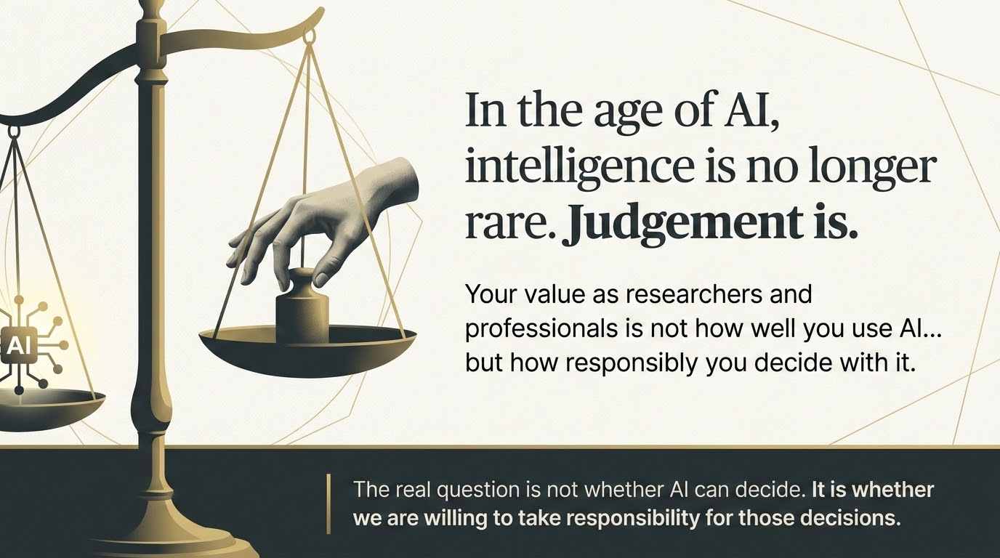 In the age of AI,
intelligence is no longer
rare. Judgement is.
Your value as researchers and
professionals is not how well you use AI...
but how responsibly you decide with it.
AI
The real question is not whether AI can decide. It is whether
we are willing to take responsibility for those decisions.